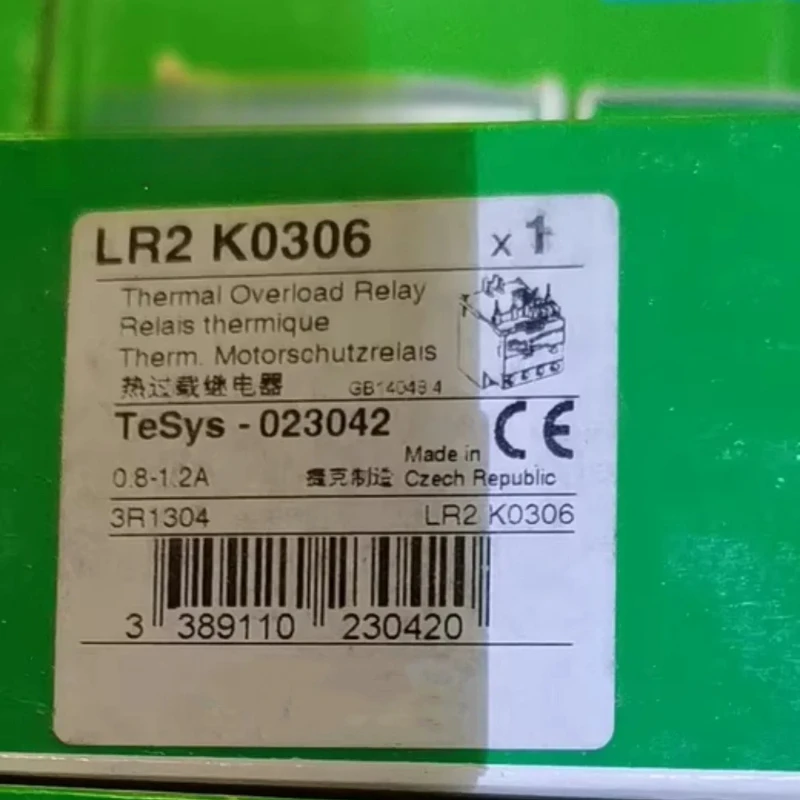 LR2 K0306 x 1
Thermal Overload Relay
Relais thermique
Therm. Motorschutzrelais
热过载继电器 GB14048.4
TeSys - 023042 CE
Made in
0.8-1.2A 捷克制造 Czech Republic
3R1304 LR2 K0306
3 389110 230420